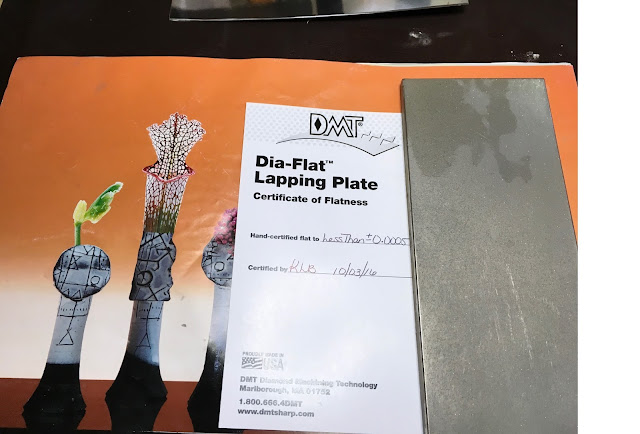 DMT®
Dia-Flat™
Lapping Plate
Certificate of Flatness
Hand-certified flat to Less Than ±0.0005
Certified by KWB 10/03/16
PROUDLY MADE IN
USA
DMT Diamond Machining Technology
Marlborough, MA 01752
1.800.666.4DMT
www.dmtsharp.com